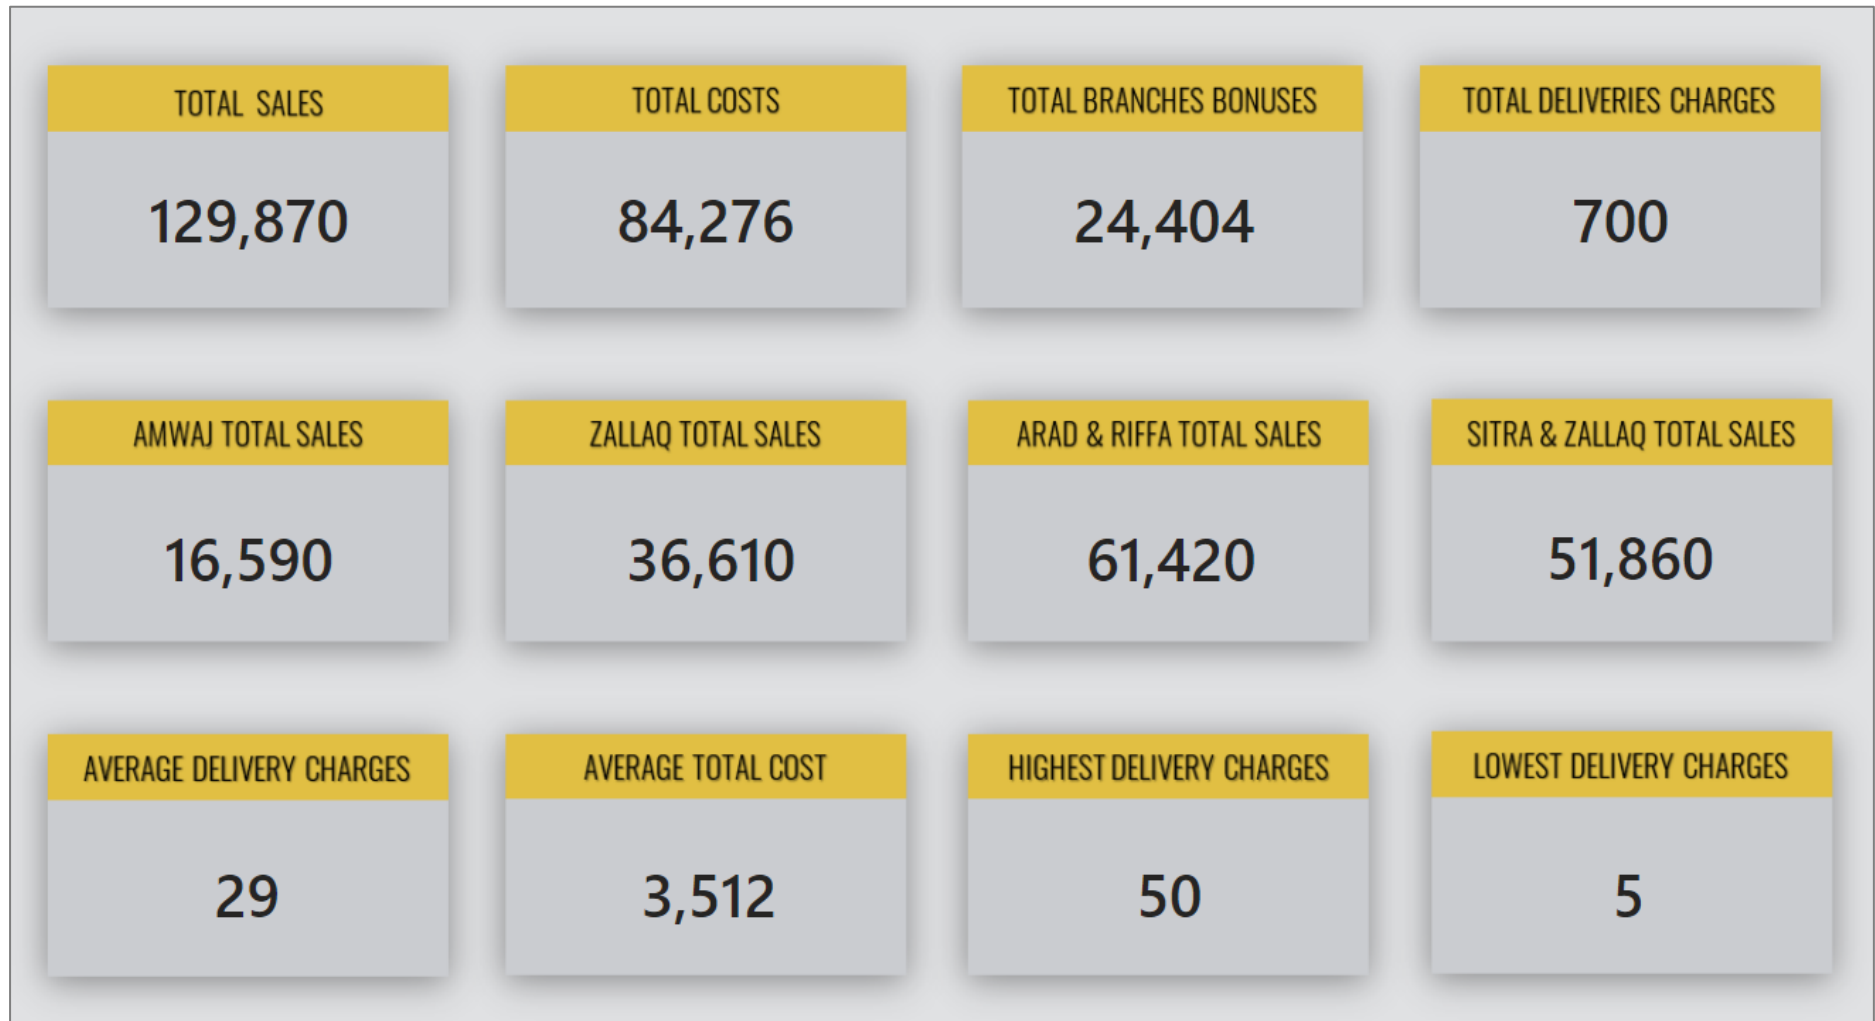 TOTAL SALES
129,870
TOTAL COSTS
84,276
TOTAL BRANCHES BONUSES
24,404
TOTAL DELIVERIES CHARGES
700
AMWAJ TOTAL SALES
16,590
ZALLAQ TOTAL SALES
36,610
ARAD & RIFFA TOTAL SALES
61,420
SITRA & ZALLAQ TOTAL SALES
51,860
AVERAGE DELIVERY CHARGES
29
AVERAGE TOTAL COST
3,512
HIGHEST DELIVERY CHARGES
50
LOWEST DELIVERY CHARGES
5